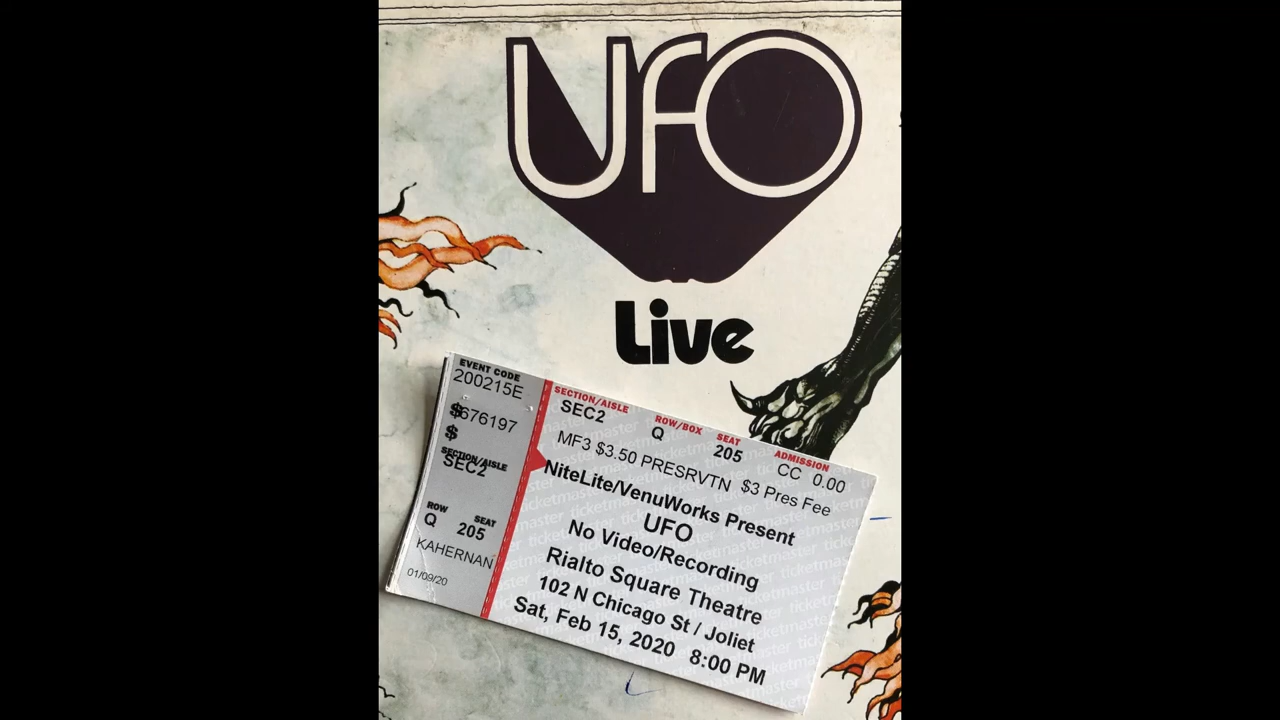 UFO
Live
EVENT CODE
200215E
$676197
$
SECTION/AISLE
SEC2
ROW SEAT
Q 205
KAHERNAN
01/09/20
SECTION/AISLE ROW/BOX SEAT ADMISSION
SEC2 Q 205 CC 0.00
MF3 $3.50 PRESRVTN $3 Pres Fee
NiteLite/VenuWorks Present
UFO
No Video/Recording
Rialto Square Theatre
102 N Chicago St / Joliet
Sat, Feb 15, 2020 8:00 PM
ticketmaster